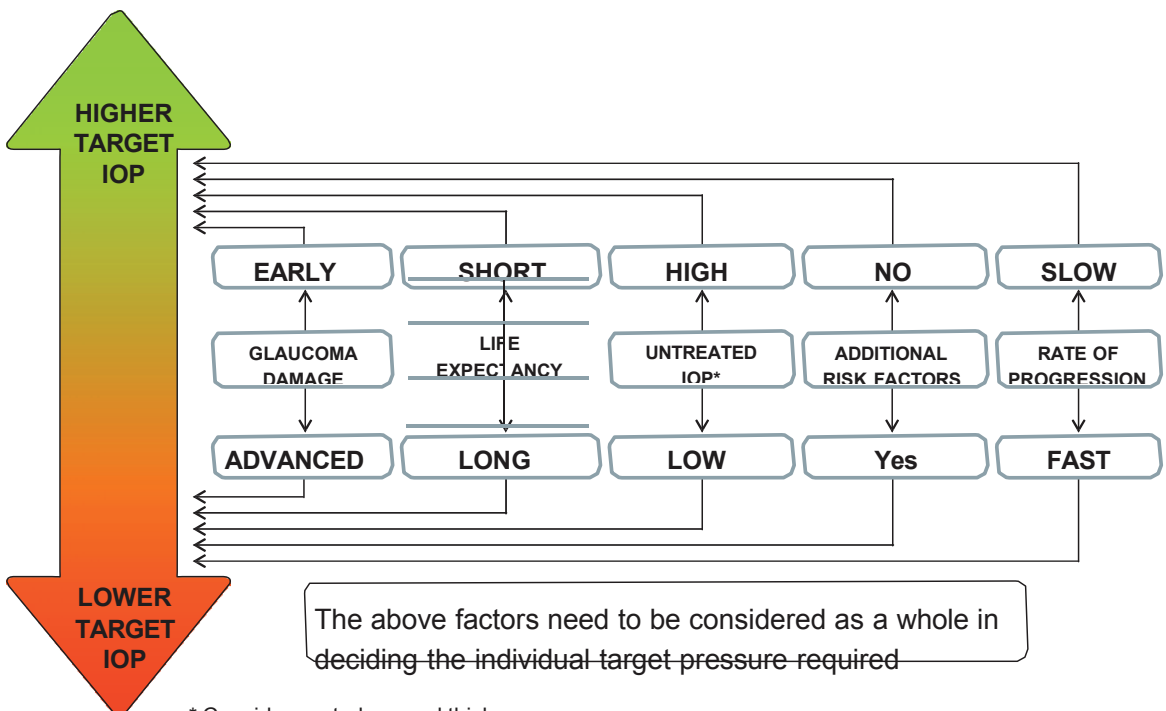 HIGHER
TARGET
IOP
EARLY
SHORT
HIGH
NO
SLOW
GLAUCOMA
DAMAGE
LIFE
EXPECTANCY
UNTREATED
IOP*
ADDITIONAL
RISK FACTORS
RATE OF
PROGRESSION
ADVANCED
LONG
LOW
Yes
FAST
LOWER
TARGET
IOP
The above factors need to be considered as a whole in
deciding the individual target pressure required